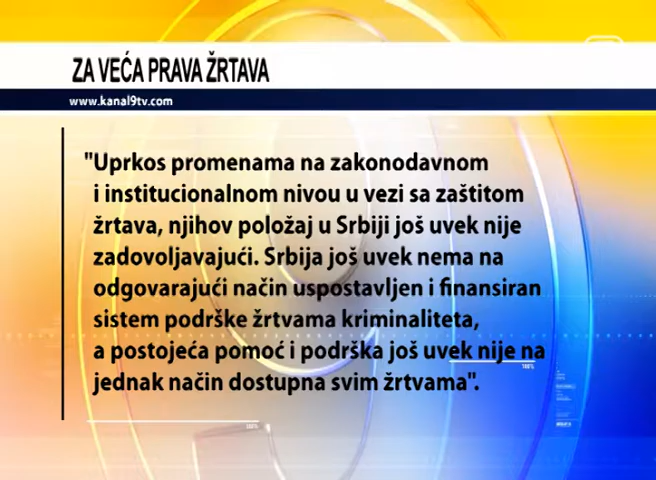 ZA VEĆA PRAVA ŽRTAVA
www.kanal9tv.com
"Uprkos promenama na zakonodavnom
i institucionalnom nivou u vezi sa zaštitom
žrtava, njihov položaj u Srbiji još uvek nije
zadovoljavajući. Srbija još uvek nema na
odgovarajući način uspostavljen i finansiran
sistem podrške žrtvama kriminaliteta,
a postojeća pomoć i podrška još uvek nije na
jednak način dostupna svim žrtvama".
100%
100%